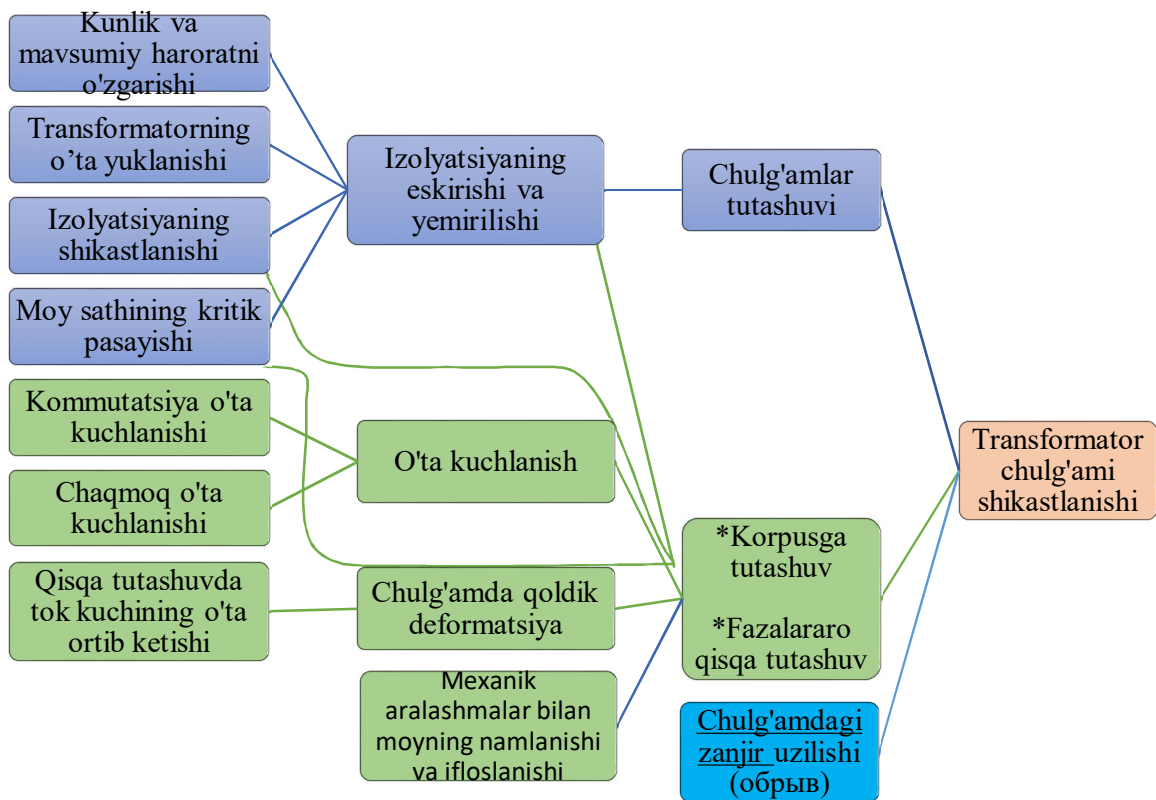 Kunlik va
mavsumiy haroratni
o'zgarishi
Transformatorning
o’ta yuklanishi
Izolyatsiyaning
shikastlanishi
Moy sathining kritik
pasayishi
Kommutatsiya o'ta
kuchlanishi
Chaqmoq o'ta
kuchlanishi
Qisqa tutashuvda
tok kuchining o'ta
ortib ketishi
Izolyatsiyaning
eskirishi va
yemirilishi
O'ta kuchlanish
Chulg'amda qoldik
deformatsiya
Mexanik
aralashmalar bilan
moyning namlanishi
va ifloslanishi
Chulg'amlar
tutashuvi
*Korpusga
tutashuv
*Fazalararo
qisqa tutashuv
Chulg'amdagi
zanjir uzilishi
(обрыв)
Transformator
chulg'ami
shikastlanishi